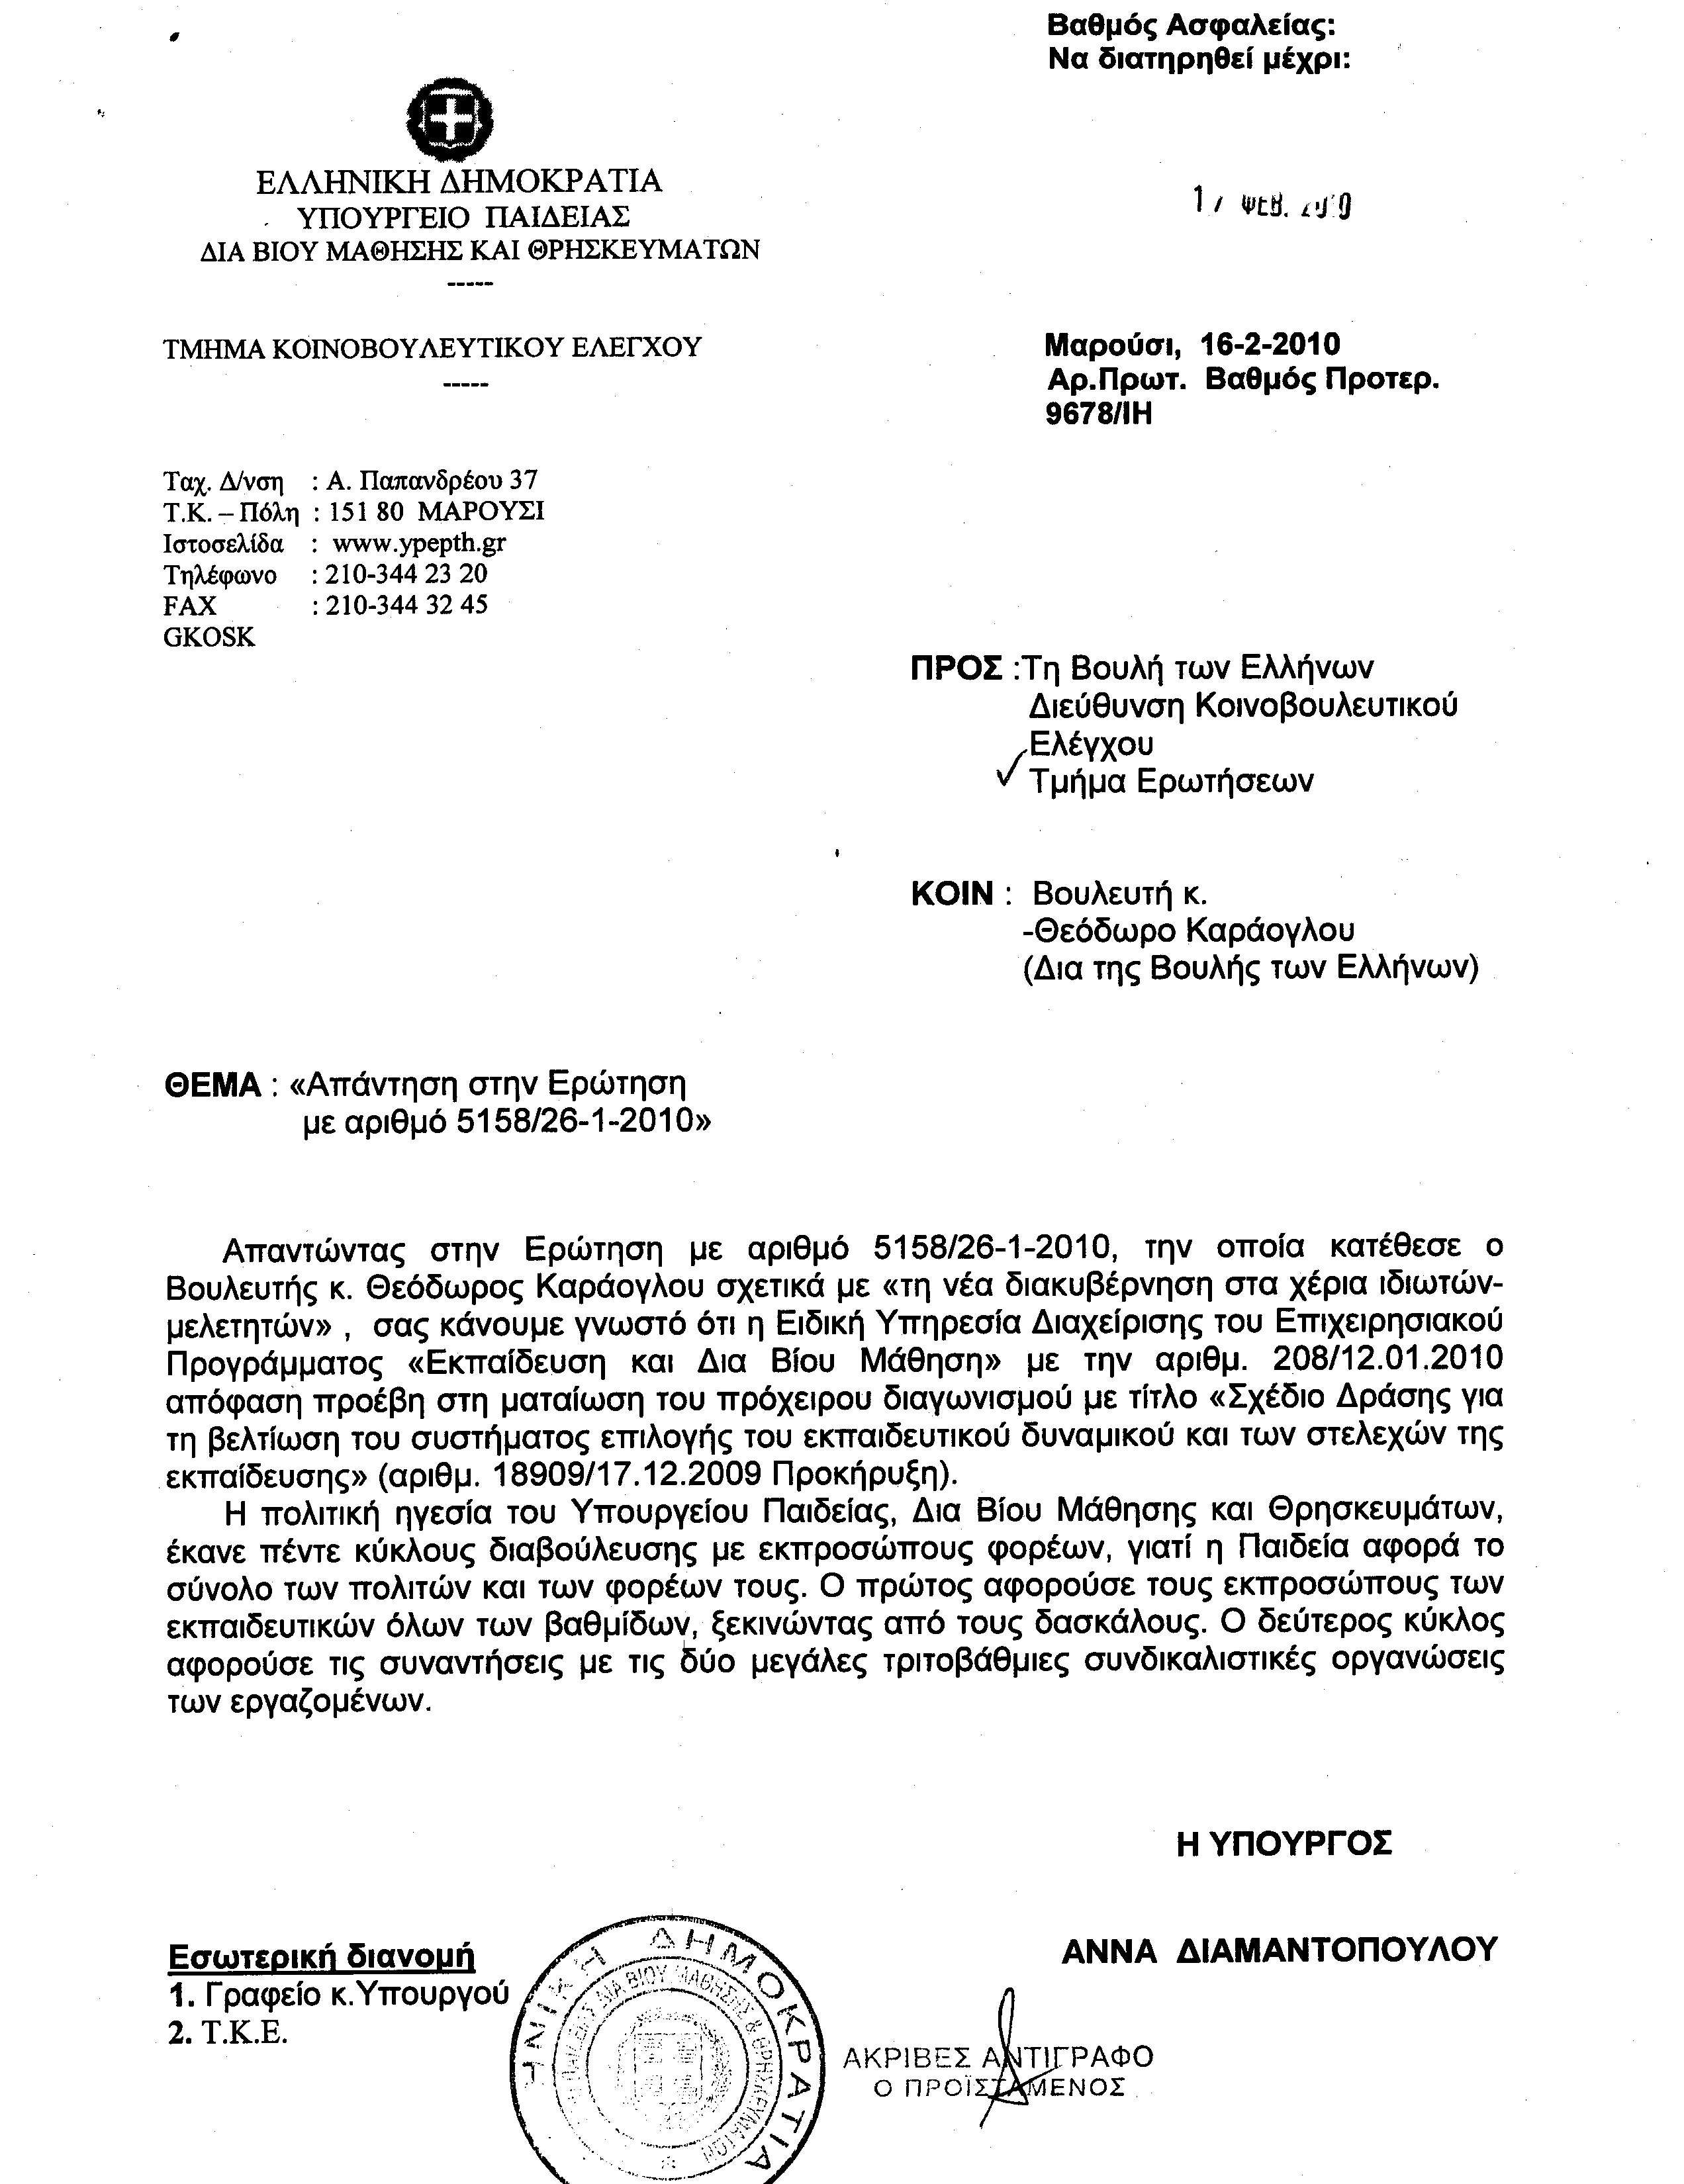 Βαθμός Ασφαλείας:
Να διατηρηθεί μέχρι:
ΕΛΛΗΝΙΚΗ ΔΗΜΟΚΡΑΤΙΑ
ΥΠΟΥΡΓΕΙΟ ΠΑΙΔΕΙΑΣ
ΔΙΑ ΒΙΟΥ ΜΑΘΗΣΗΣ ΚΑΙ ΘΡΗΣΚΕΥΜΑΤΩΝ
-----
17 ΦΕΒ. 2010
ΤΜΗΜΑ ΚΟΙΝΟΒΟΥΛΕΥΤΙΚΟΥ ΕΛΕΓΧΟΥ
-----
Μαρούσι, 16-2-2010
Αρ.Πρωτ. Βαθμός Προτερ.
9678/ΙΗ
Ταχ. Δ/νση : Α. Παπανδρέου 37
Τ.Κ. – Πόλη : 151 80 ΜΑΡΟΥΣΙ
Ιστοσελίδα : www.ypepth.gr
Τηλέφωνο : 210-344 23 20
FAX : 210-344 32 45
GKOSK
ΠΡΟΣ :Τη Βουλή των Ελλήνων
Διεύθυνση Κοινοβουλευτικού
Ελέγχου
✓ Τμήμα Ερωτήσεων
ΚΟΙΝ : Βουλευτή κ.
-Θεόδωρο Καράογλου
(Δια της Βουλής των Ελλήνων)
ΘΕΜΑ : «Απάντηση στην Ερώτηση
με αριθμό 5158/26-1-2010»
Απαντώντας στην Ερώτηση με αριθμό 5158/26-1-2010, την οποία κατέθεσε ο
Βουλευτής κ. Θεόδωρος Καράογλου σχετικά με «τη νέα διακυβέρνηση στα χέρια ιδιωτών-
μελετητών» , σας κάνουμε γνωστό ότι η Ειδική Υπηρεσία Διαχείρισης του Επιχειρησιακού
Προγράμματος «Εκπαίδευση και Δια Βίου Μάθηση» με την αριθμ. 208/12.01.2010
απόφαση προέβη στη ματαίωση του πρόχειρου διαγωνισμού με τίτλο «Σχέδιο Δράσης για
τη βελτίωση του συστήματος επιλογής του εκπαιδευτικού δυναμικού και των στελεχών της
εκπαίδευσης» (αριθμ. 18909/17.12.2009 Προκήρυξη).
Η πολιτική ηγεσία του Υπουργείου Παιδείας, Δια Βίου Μάθησης και Θρησκευμάτων,
έκανε πέντε κύκλους διαβούλευσης με εκπροσώπους φορέων, γιατί η Παιδεία αφορά το
σύνολο των πολιτών και των φορέων τους. Ο πρώτος αφορούσε τους εκπροσώπους των
εκπαιδευτικών όλων των βαθμίδων, ξεκινώντας από τους δασκάλους. Ο δεύτερος κύκλος
αφορούσε τις συναντήσεις με τις δύο μεγάλες τριτοβάθμιες συνδικαλιστικές οργανώσεις
των εργαζομένων.
Η ΥΠΟΥΡΓΟΣ
ΑΝΝΑ ΔΙΑΜΑΝΤΟΠΟΥΛΟΥ
Εσωτερική διανομή
1. Γραφείο κ.Υπουργού
2. Τ.Κ.Ε.
ΔΗΜΟΚΡΑΤΙΑ
ΔΙΑ ΒΙΟΥ ΜΑΘΗΣΗΣ & ΘΡΗΣΚΕΥΜΑΤΩΝ
ΑΚΡΙΒΕΣ ΑΝΤΙΓΡΑΦΟ
Ο ΠΡΟΪΣΤΑΜΕΝΟΣ